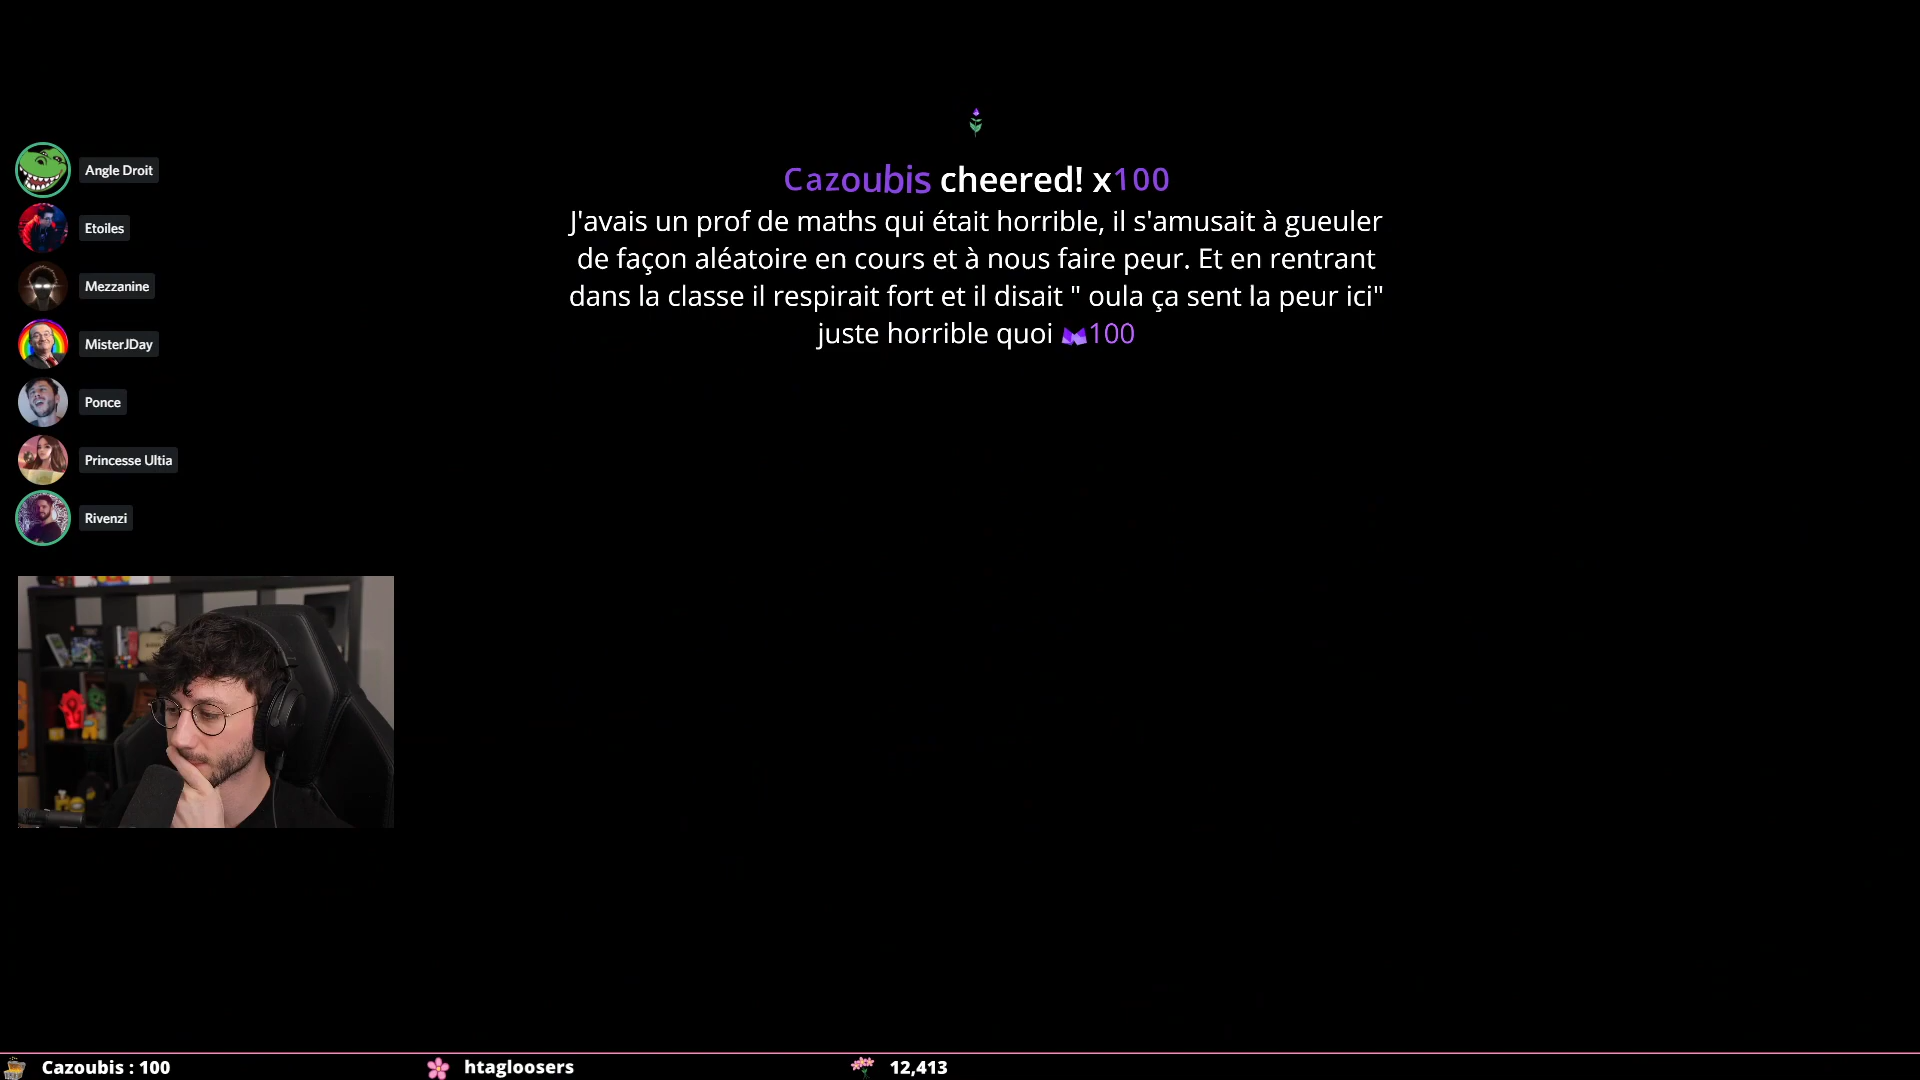 Angle Droit
Etoiles
Mezzanine
MisterJDay
Ponce
Princesse Ultia
Rivenzi
Cazoubis cheered! x100
J'avais un prof de maths qui était horrible, il s'amusait à gueuler
de façon aléatoire en cours et à nous faire peur. Et en rentrant
dans la classe il respirait fort et il disait " oula ça sent la peur ici"
juste horrible quoi 100
Cazoubis : 100
htagloosers
12,413